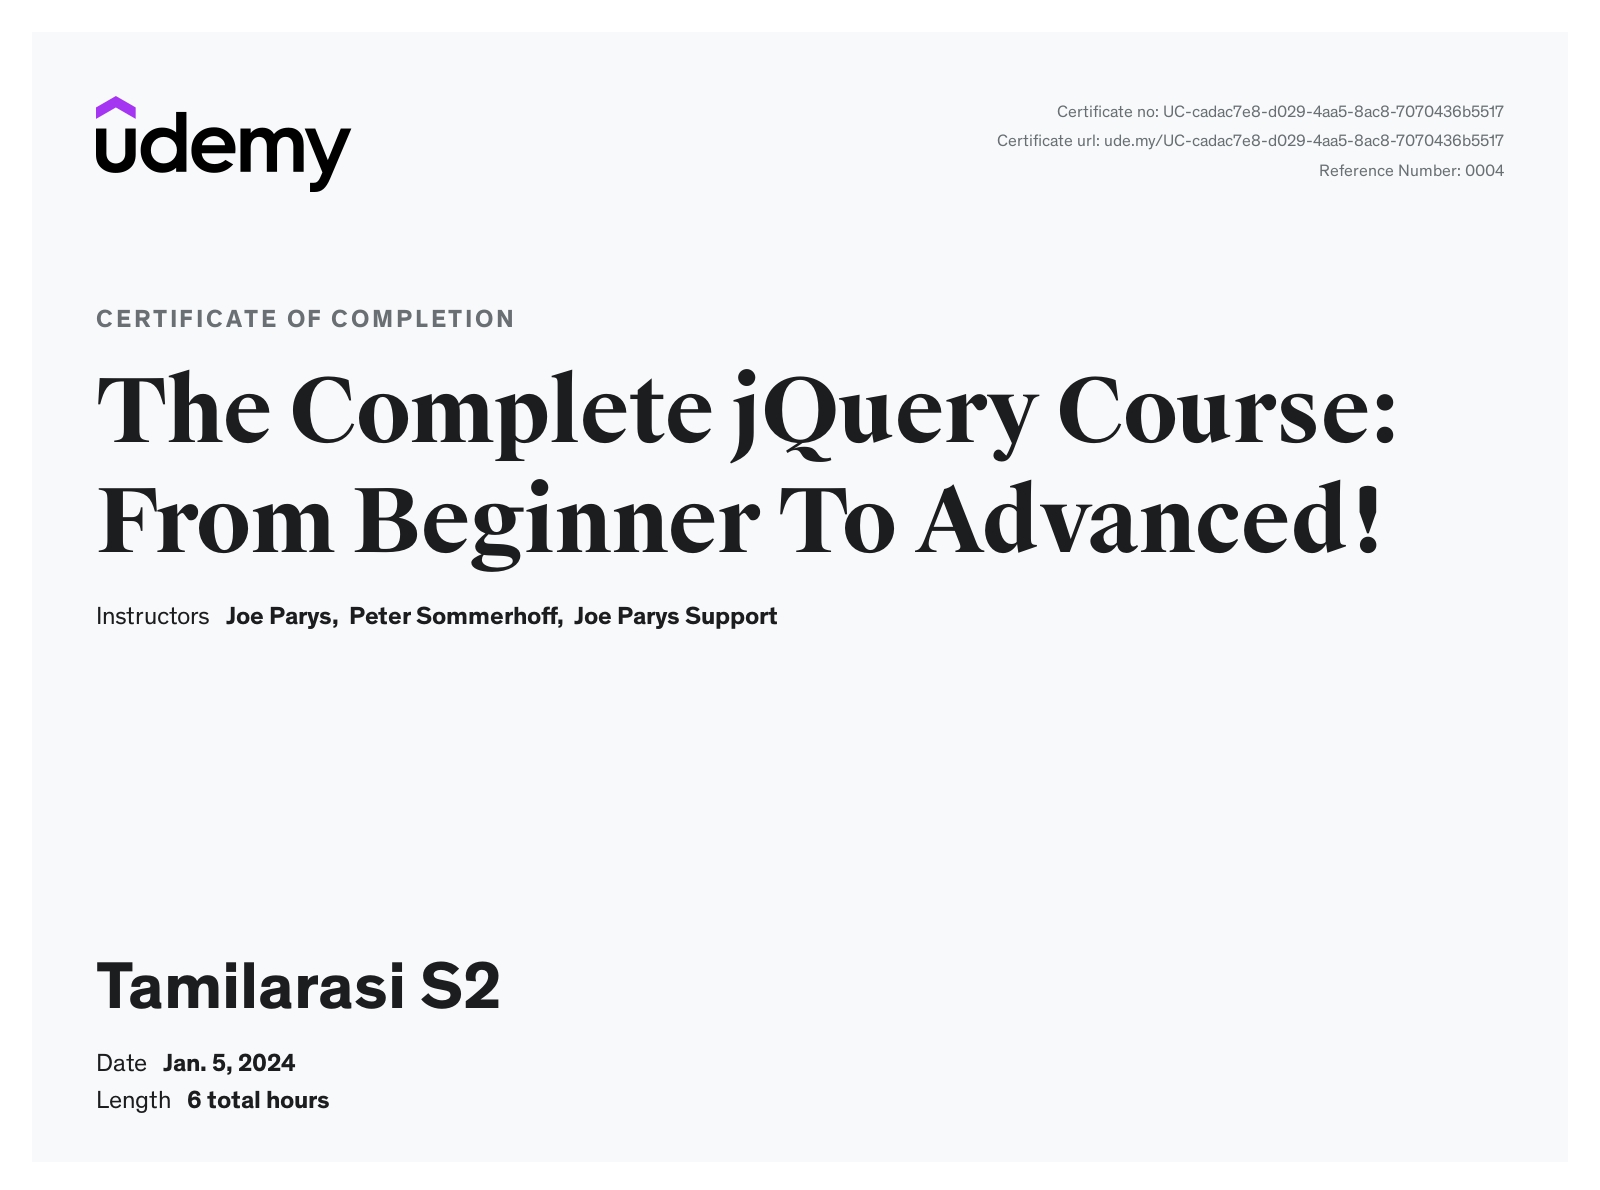 udemy
Certificate no: UC-cadac7e8-d029-4aa5-8ac8-7070436b5517
Certificate url: ude.my/UC-cadac7e8-d029-4aa5-8ac8-7070436b5517
Reference Number: 0004
CERTIFICATE OF COMPLETION
The Complete jQuery Course:
From Beginner To Advanced!
Instructors Joe Parys, Peter Sommerhoff, Joe Parys Support
Tamilarasi S2
Date Jan. 5, 2024
Length 6 total hours